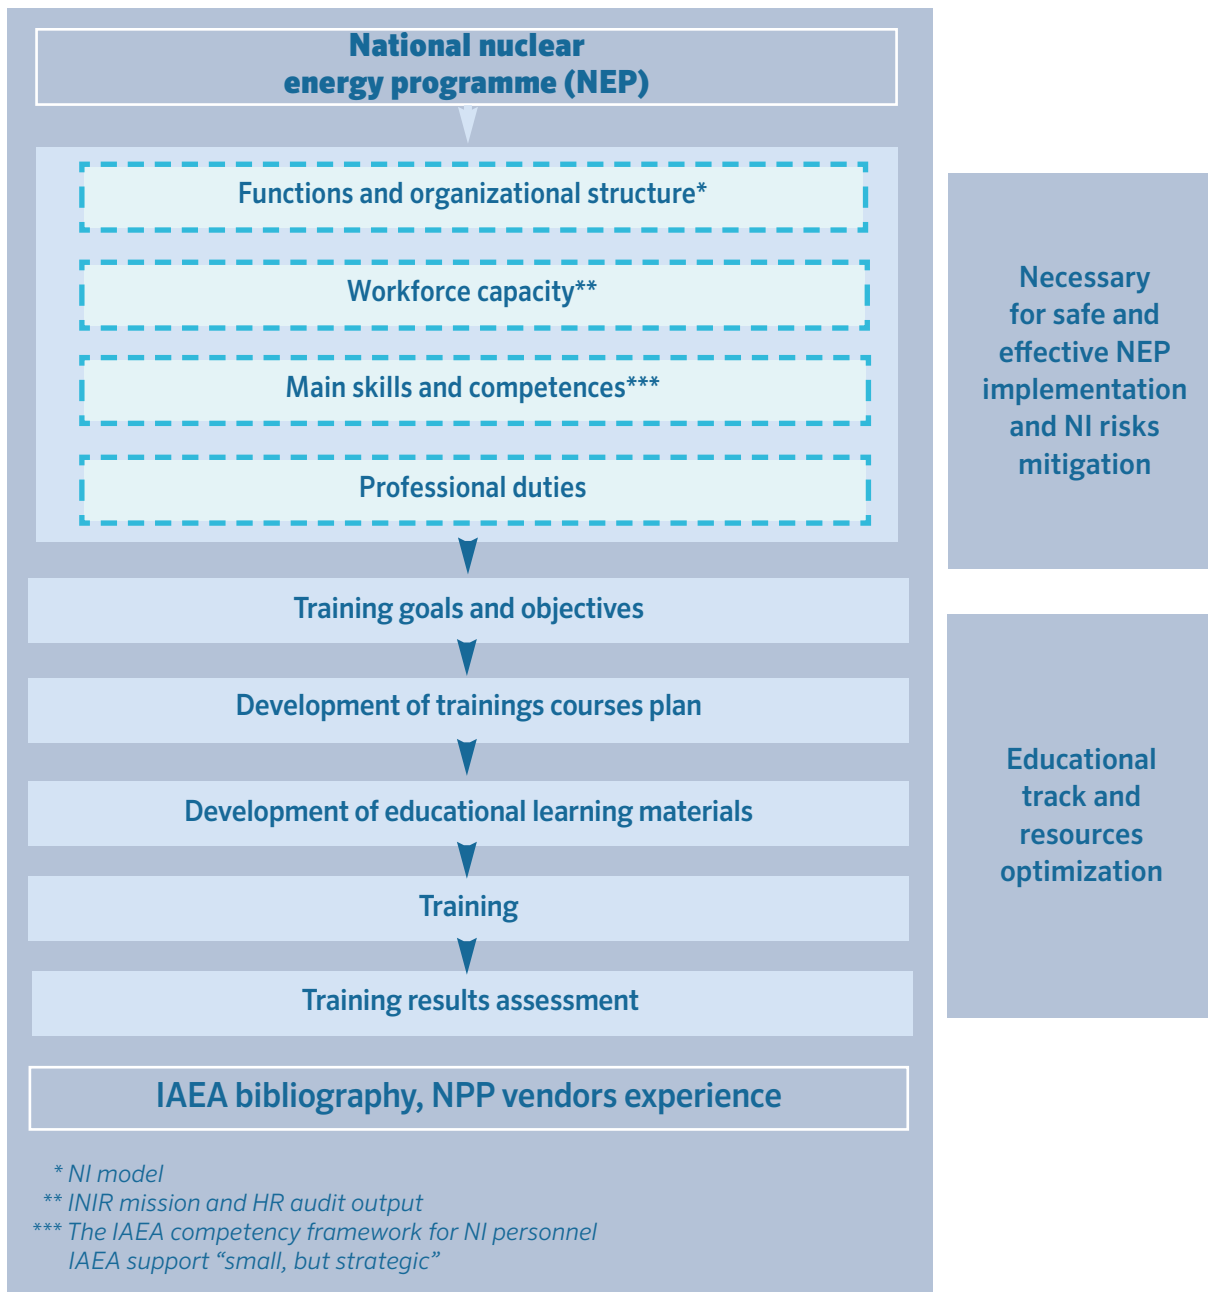 National nuclear
energy programme (NEP)
Functions and organizational structure*
Workforce capacity**
Main skills and competences***
Professional duties
Training goals and objectives
Development of trainings courses plan
Development of educational learning materials
Training
Training results assessment
IAEA bibliography, NPP vendors experience
* NI model
** INIR mission and HR audit output
*** The IAEA competency framework for NI personnel
IAEA support “small, but strategic”
Necessary
for safe and
effective NEP
implementation
and NI risks
mitigation
Educational
track and
resources
optimization